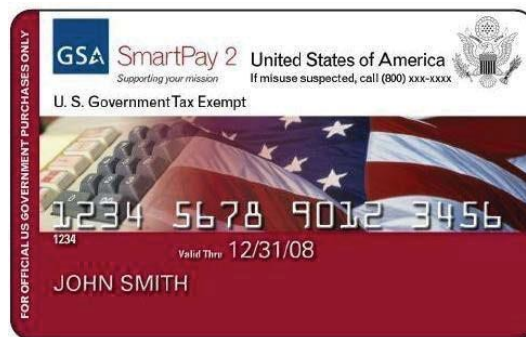 FOR OFFICIAL US GOVERNMENT PURCHASES ONLY
GSA SmartPay 2
Supporting your mission
United States of America
If misuse suspected, call (800) xxx-xxxx
U. S. Government Tax Exempt
1234 5678 9012 3456
1234
Valid Thru 12/31/08
JOHN SMITH